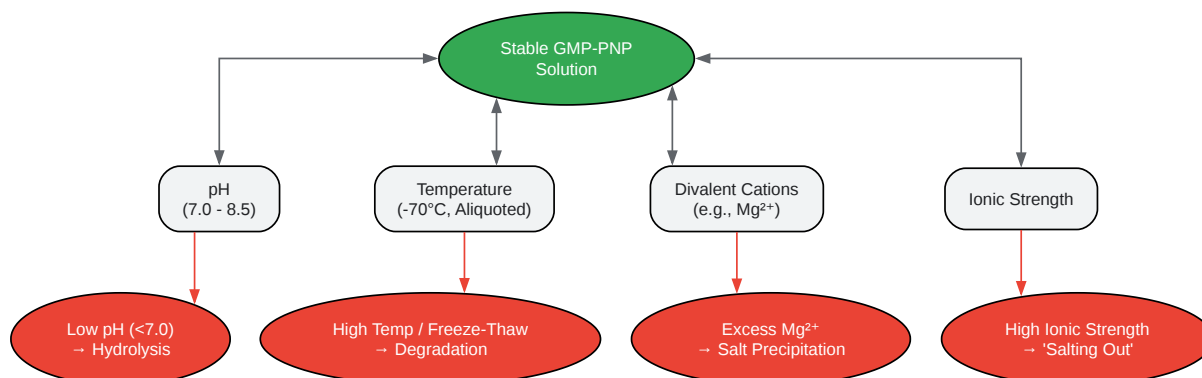 Stable GMP-PNP
Solution
pH
(7.0 - 8.5)
Temperature
(-70°C, Aliquoted)
Divalent Cations
(e.g., Mg²⁺)
Ionic Strength
Low pH (<7.0)
→ Hydrolysis
High Temp / Freeze-Thaw
→ Degradation
Excess Mg²⁺
→ Salt Precipitation
High Ionic Strength
→ 'Salting Out'